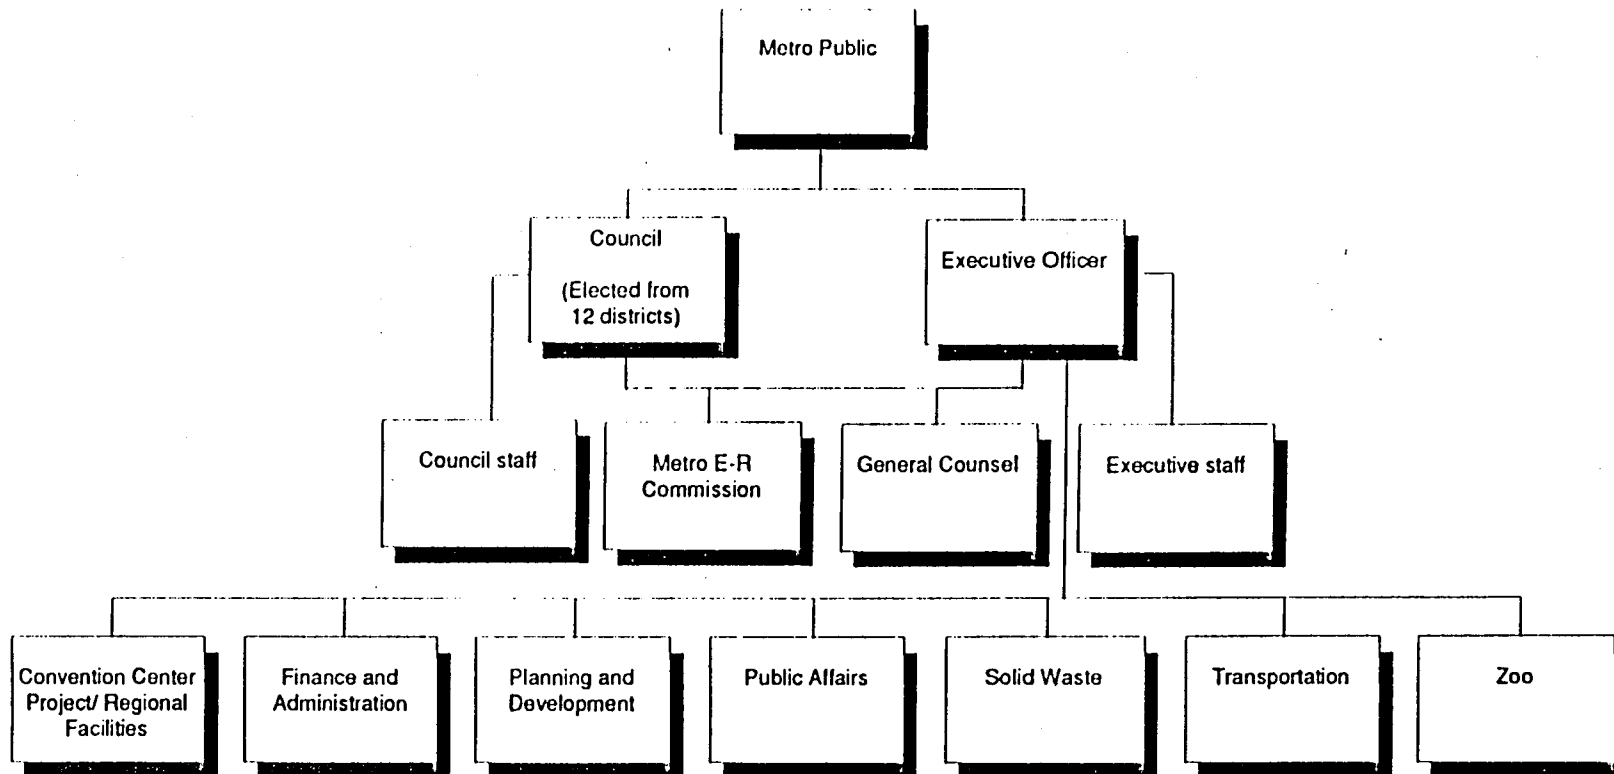 Metro Public
Council
(Elected from
12 districts)
Executive Officer
Council staff
Metro E-R
Commission
General Counsel
Executive staff
Convention Center
Project/ Regional
Facilities
Finance and
Administration
Planning and
Development
Public Affairs
Solid Waste
Transportation
Zoo